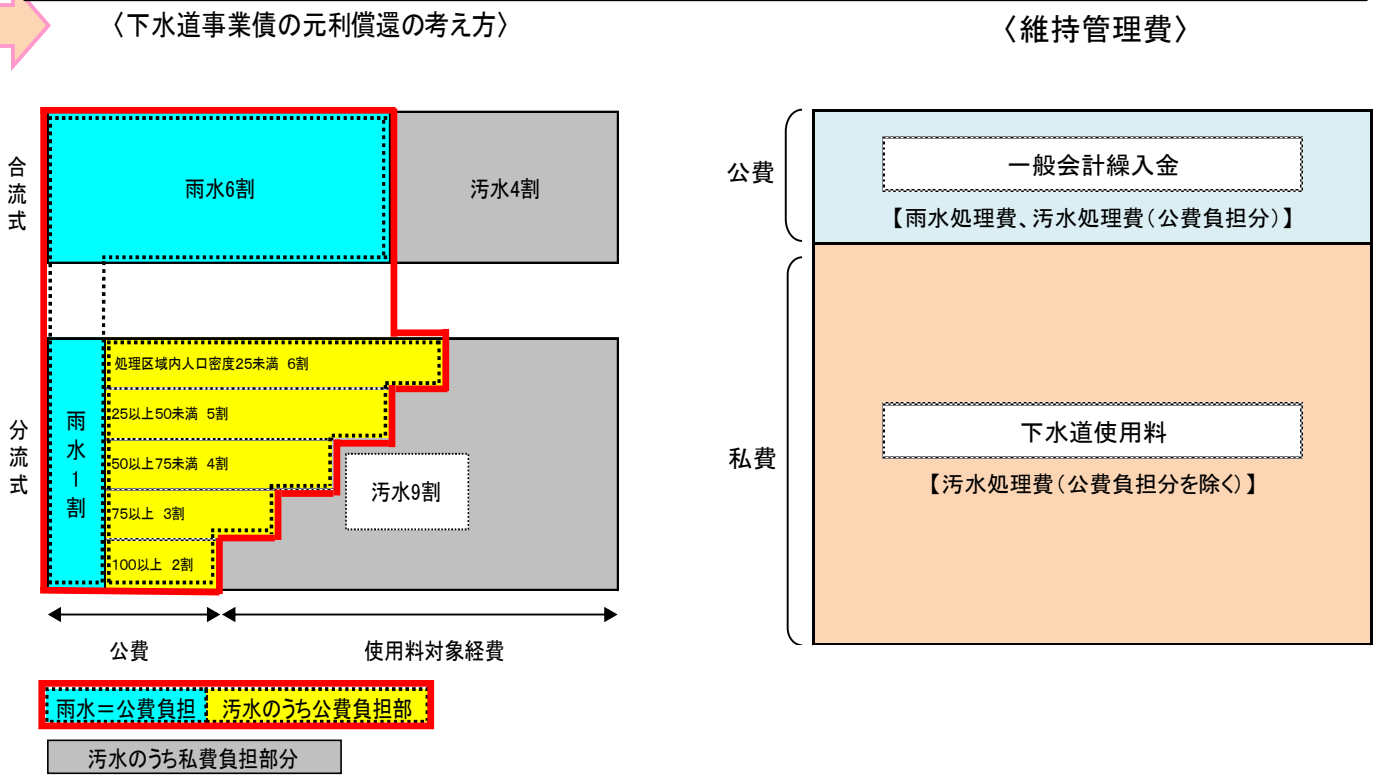 〈下水道事業債の元利償還の考え方〉
〈維持管理費〉
合流式
雨水6割
汚水4割
分流式
雨水1割
処理区域内人口密度25未満 6割
25以上50未満 5割
50以上75未満 4割
75以上 3割
100以上 2割
汚水9割
公費
使用料対象経費
雨水=公費負担
汚水のうち公費負担部
汚水のうち私費負担部分
公費
一般会計繰入金
【雨水処理費、汚水処理費(公費負担分)】
私費
下水道使用料
【汚水処理費(公費負担分を除く)】